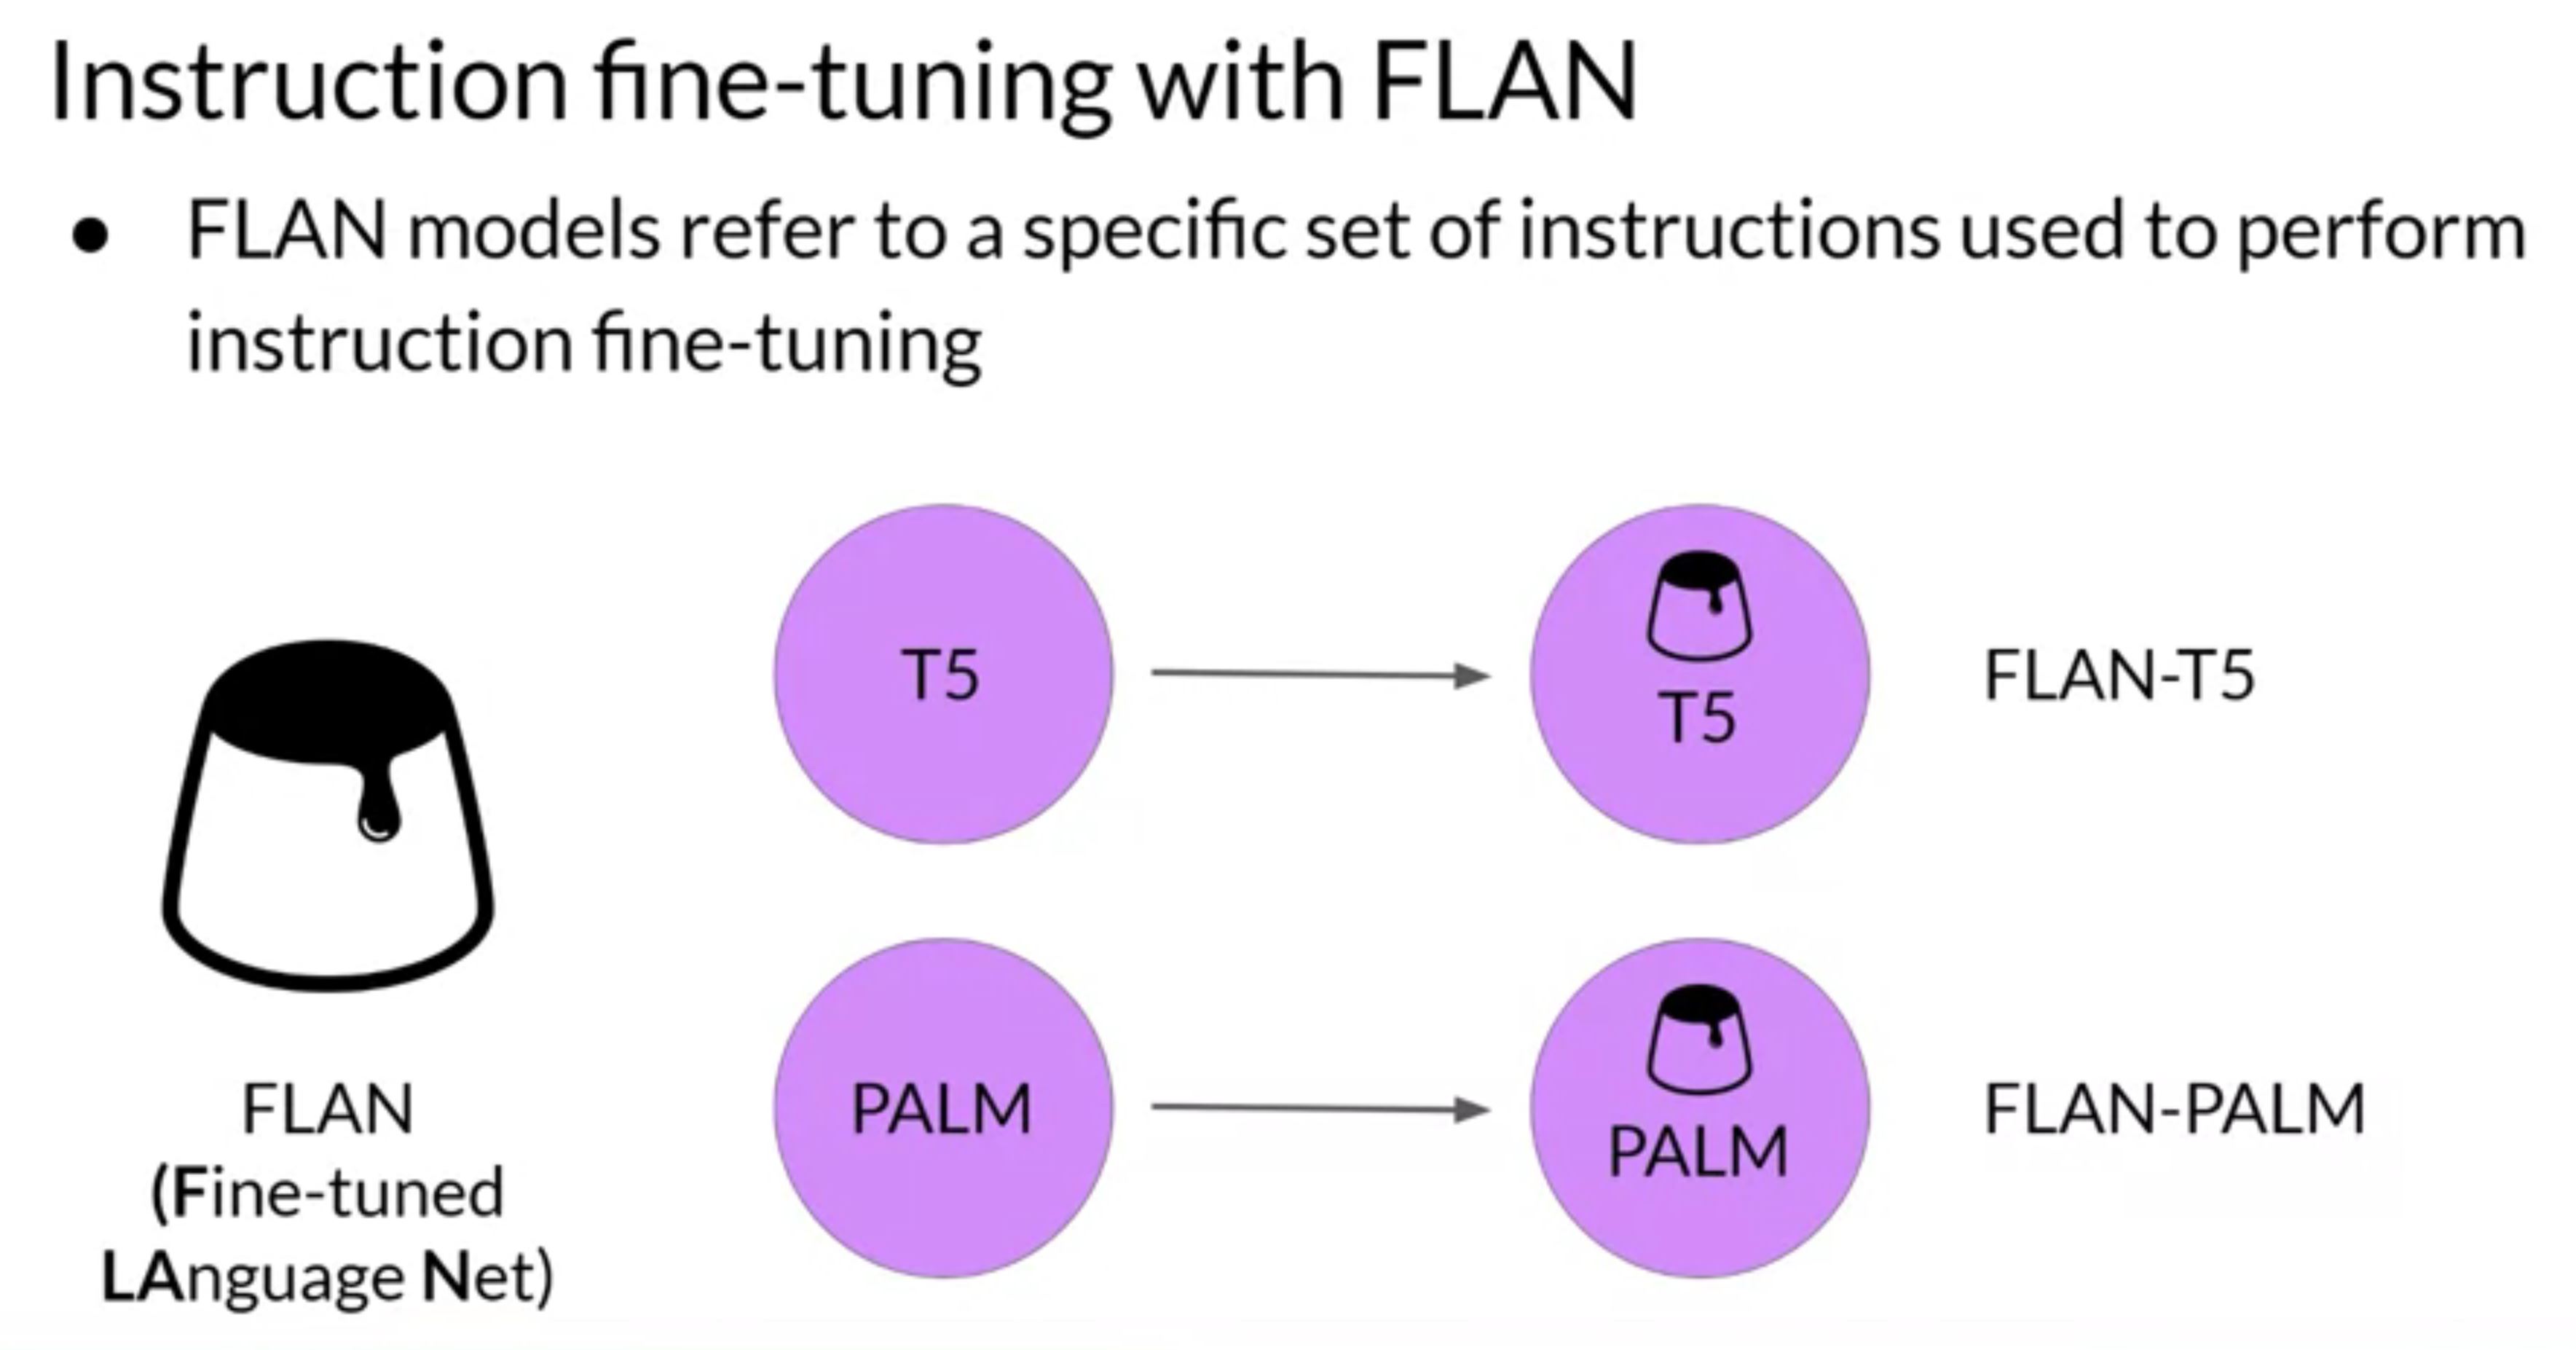 Instruction fine-tuning with FLAN
● FLAN models refer to a specific set of instructions used to perform
instruction fine-tuning
T5
T5
FLAN-T5
FLAN
(Fine-tuned
LAnguage Net)
PALM
PALM
FLAN-PALM